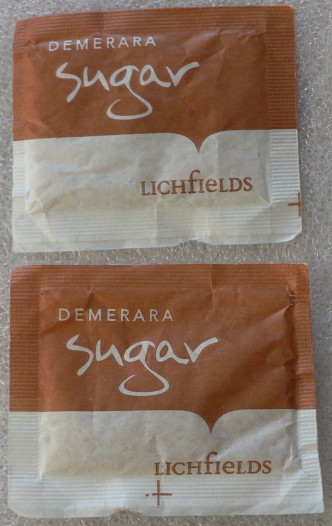 DEMERARA
sugar
LICHfIELDS
DEMERARA
sugar
LICHfIELDS